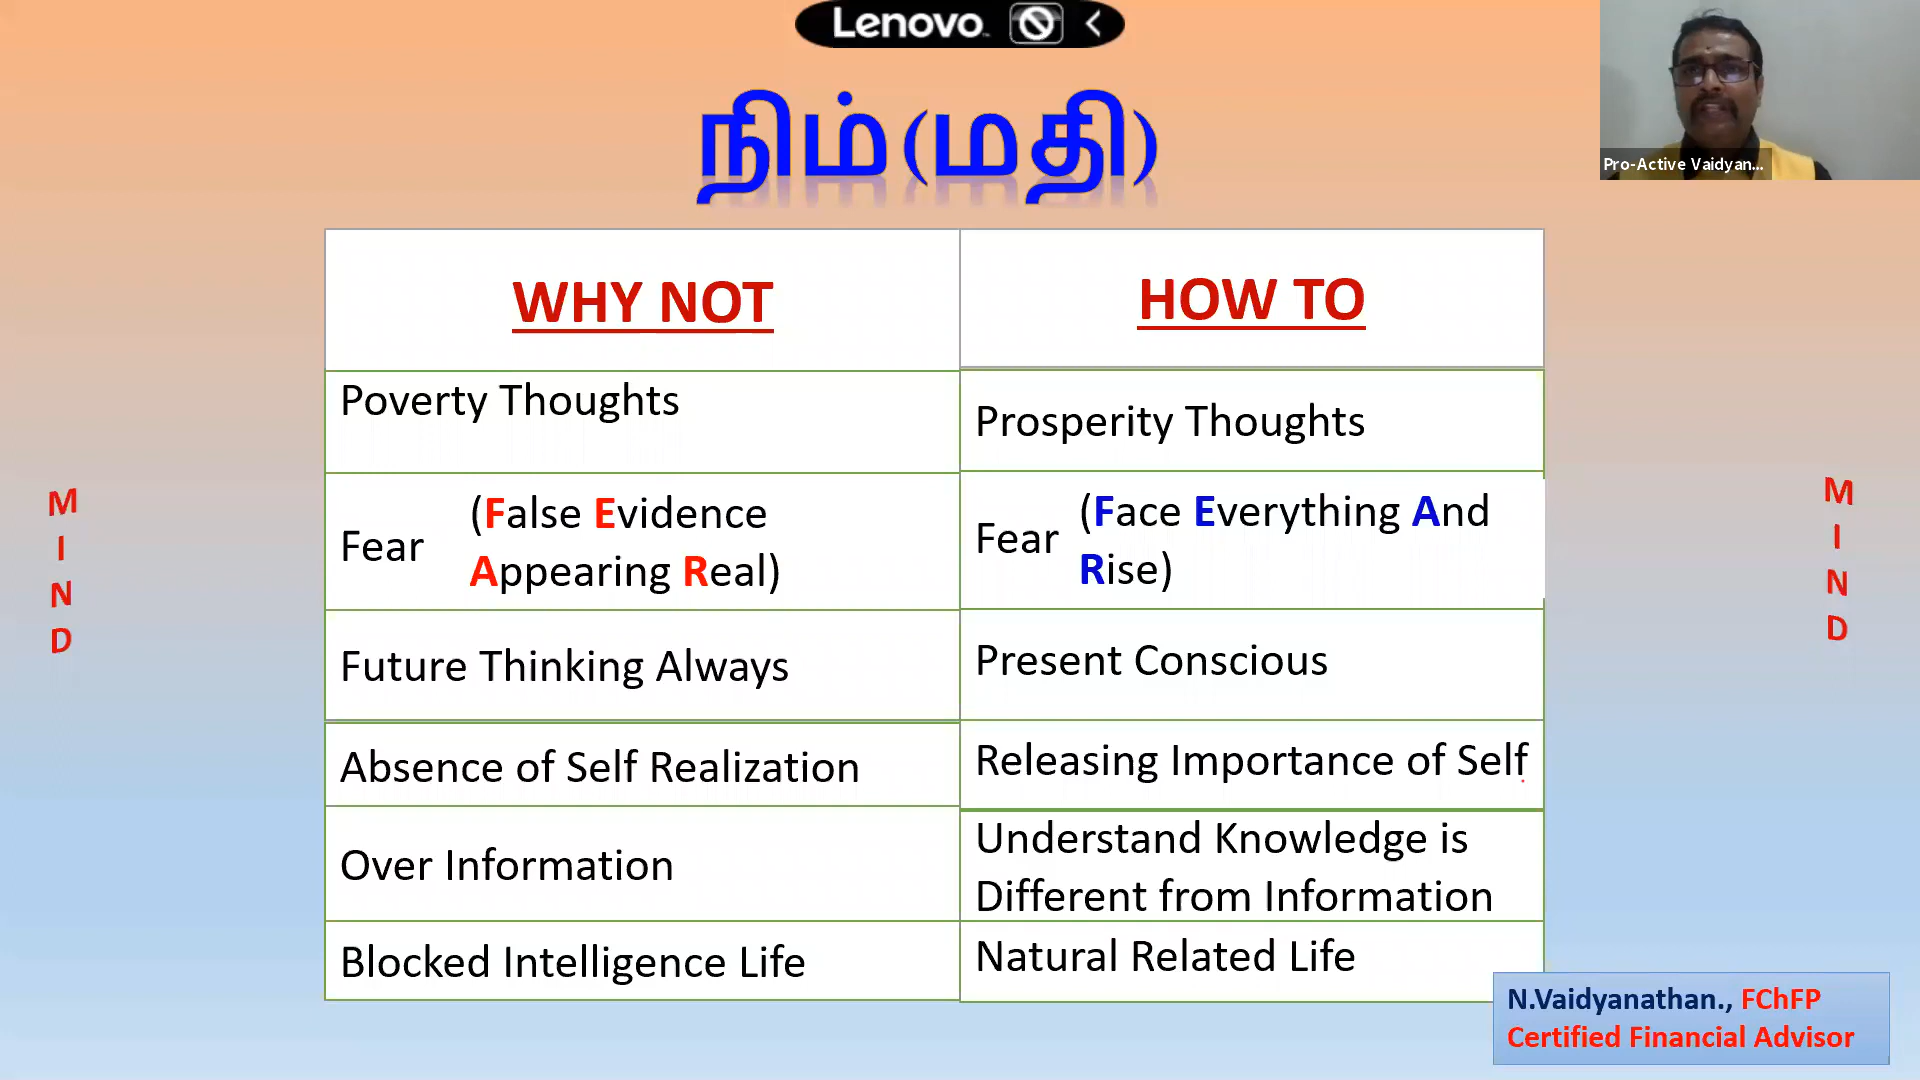 Lenovo
Pro-Active Vaidyan...
நிம்(மதி)
WHY NOT
HOW TO
Poverty Thoughts
Prosperity Thoughts
Fear
(False Evidence
Appearing Real)
Fear
(Face Everything And
Rise)
Future Thinking Always
Present Conscious
Absence of Self Realization
Releasing Importance of Self
Over Information
Understand Knowledge is
Different from Information
Blocked Intelligence Life
Natural Related Life
M
I
N
D
M
I
N
D
N.Vaidyanathan., FChFP
Certified Financial Advisor